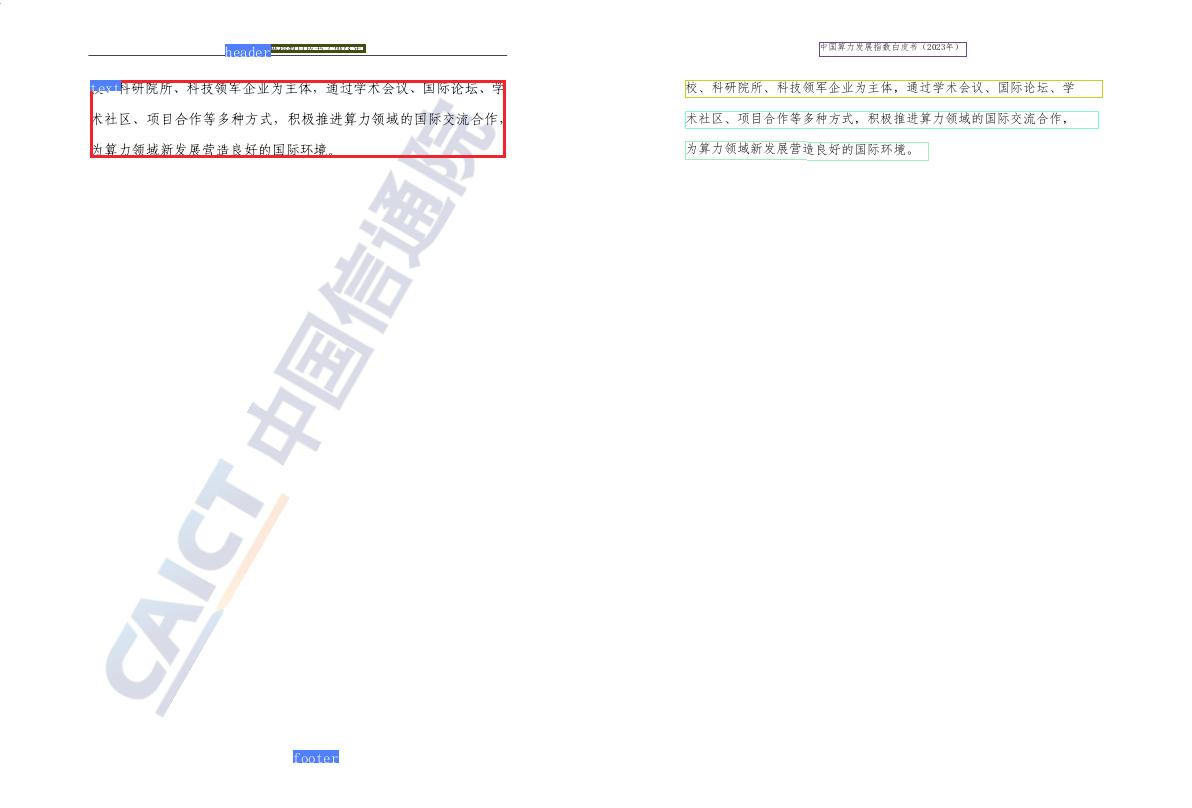 header
text科研院所、科技领军企业为主体，通过学术会议、国际论坛、学
术社区、项目合作等多种方式，积极推进算力领域的国际交流合作，
为算力领域新发展营造良好的国际环境。
CAICT 中国信通院
footer
中国算力发展指数白皮书（2023年）
校、科研院所、科技领军企业为主体，通过学术会议、国际论坛、学
术社区、项目合作等多种方式，积极推进算力领域的国际交流合作，
为算力领域新发展营造良好的国际环境。